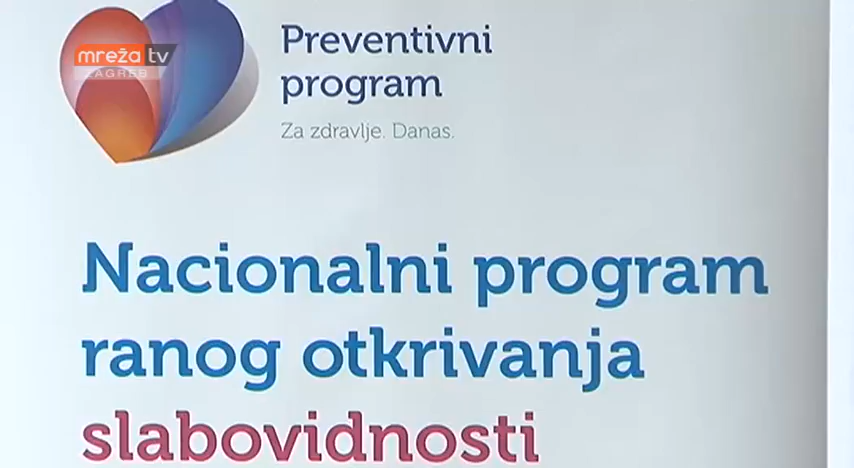 mreža tv
ZAGREB
Preventivni
program
Za zdravlje. Danas.
Nacionalni program
ranog otkrivanja
slabovidnosti